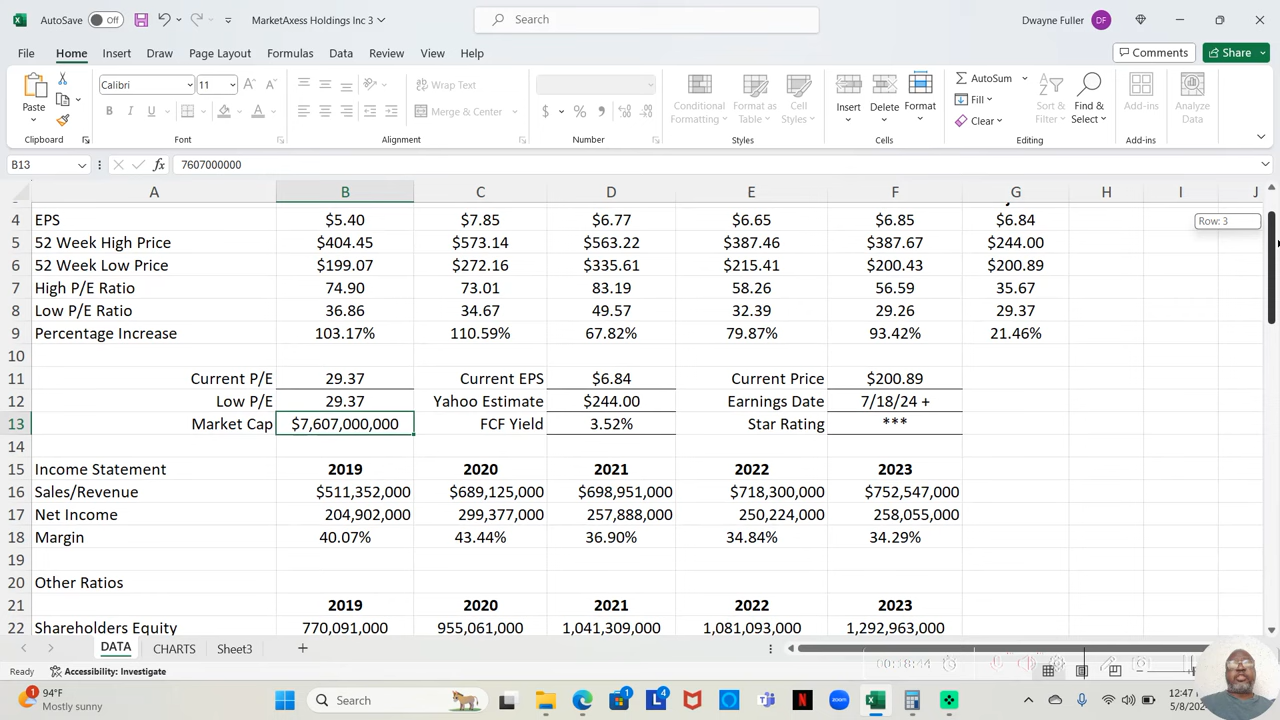 AutoSave Off MarketAxess Holdings Inc 3 Search Dwayne Fuller DF
File Home Insert Draw Page Layout Formulas Data Review View Help Comments Share
Calibri 11 Wrap Text AutoSum
Paste Conditional Format as Cell Insert Delete Format Fill Sort & Find & Add-ins Analyze
B I U Merge & Center $ % Formatting Table Styles Clear Filter Select Data
Clipboard Font Alignment Number Styles Cells Editing Add-ins
B13 fx 7607000000
A B C D E F G H I J
4 EPS $5.40 $7.85 $6.77 $6.65 $6.85 $6.84
Row: 3
5 52 Week High Price $404.45 $573.14 $563.22 $387.46 $387.67 $244.00
6 52 Week Low Price $199.07 $272.16 $335.61 $215.41 $200.43 $200.89
7 High P/E Ratio 74.90 73.01 83.19 58.26 56.59 35.67
8 Low P/E Ratio 36.86 34.67 49.57 32.39 29.26 29.37
9 Percentage Increase 103.17% 110.59% 67.82% 79.87% 93.42% 21.46%
10
11 Current P/E 29.37 Current EPS $6.84 Current Price $200.89
12 Low P/E 29.37 Yahoo Estimate $244.00 Earnings Date 7/18/24 +
13 Market Cap $7,607,000,000 FCF Yield 3.52% Star Rating ***
14
15 Income Statement 2019 2020 2021 2022 2023
16 Sales/Revenue $511,352,000 $689,125,000 $698,951,000 $718,300,000 $752,547,000
17 Net Income 204,902,000 299,377,000 257,888,000 250,224,000 258,055,000
18 Margin 40.07% 43.44% 36.90% 34.84% 34.29%
19
20 Other Ratios
21 2019 2020 2021 2022 2023
22 Shareholders Equity 770,091,000 955,061,000 1,041,309,000 1,081,093,000 1,292,963,000
DATA CHARTS Sheet3
Ready Accessibility: Investigate
94°F
Mostly sunny
Search
12:47